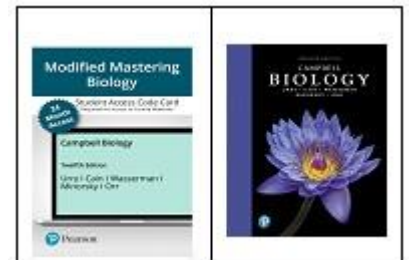 Modified Mastering
Biology
24
Month
Access
Student Access Code Card
Campbell Biology
Twelfth Edition
Urry | Cain | Wasserman |
Minorsky | Orr
Pearson
CAMPBELL
BIOLOGY